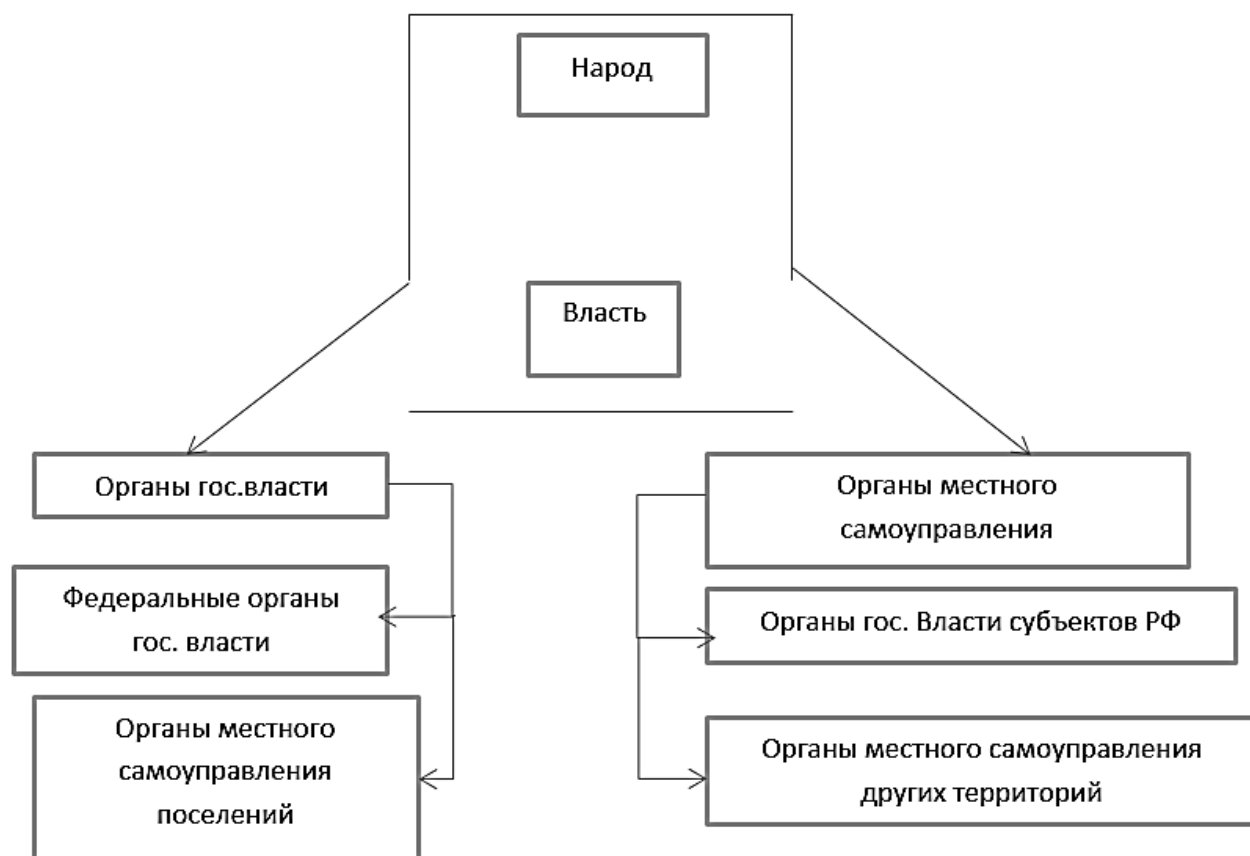 Народ
Власть
Органы гос.власти
Органы местного
самоуправления
Федеральные органы
гос. власти
Органы гос. Власти субъектов РФ
Органы местного
самоуправления
поселений
Органы местного самоуправления
других территорий